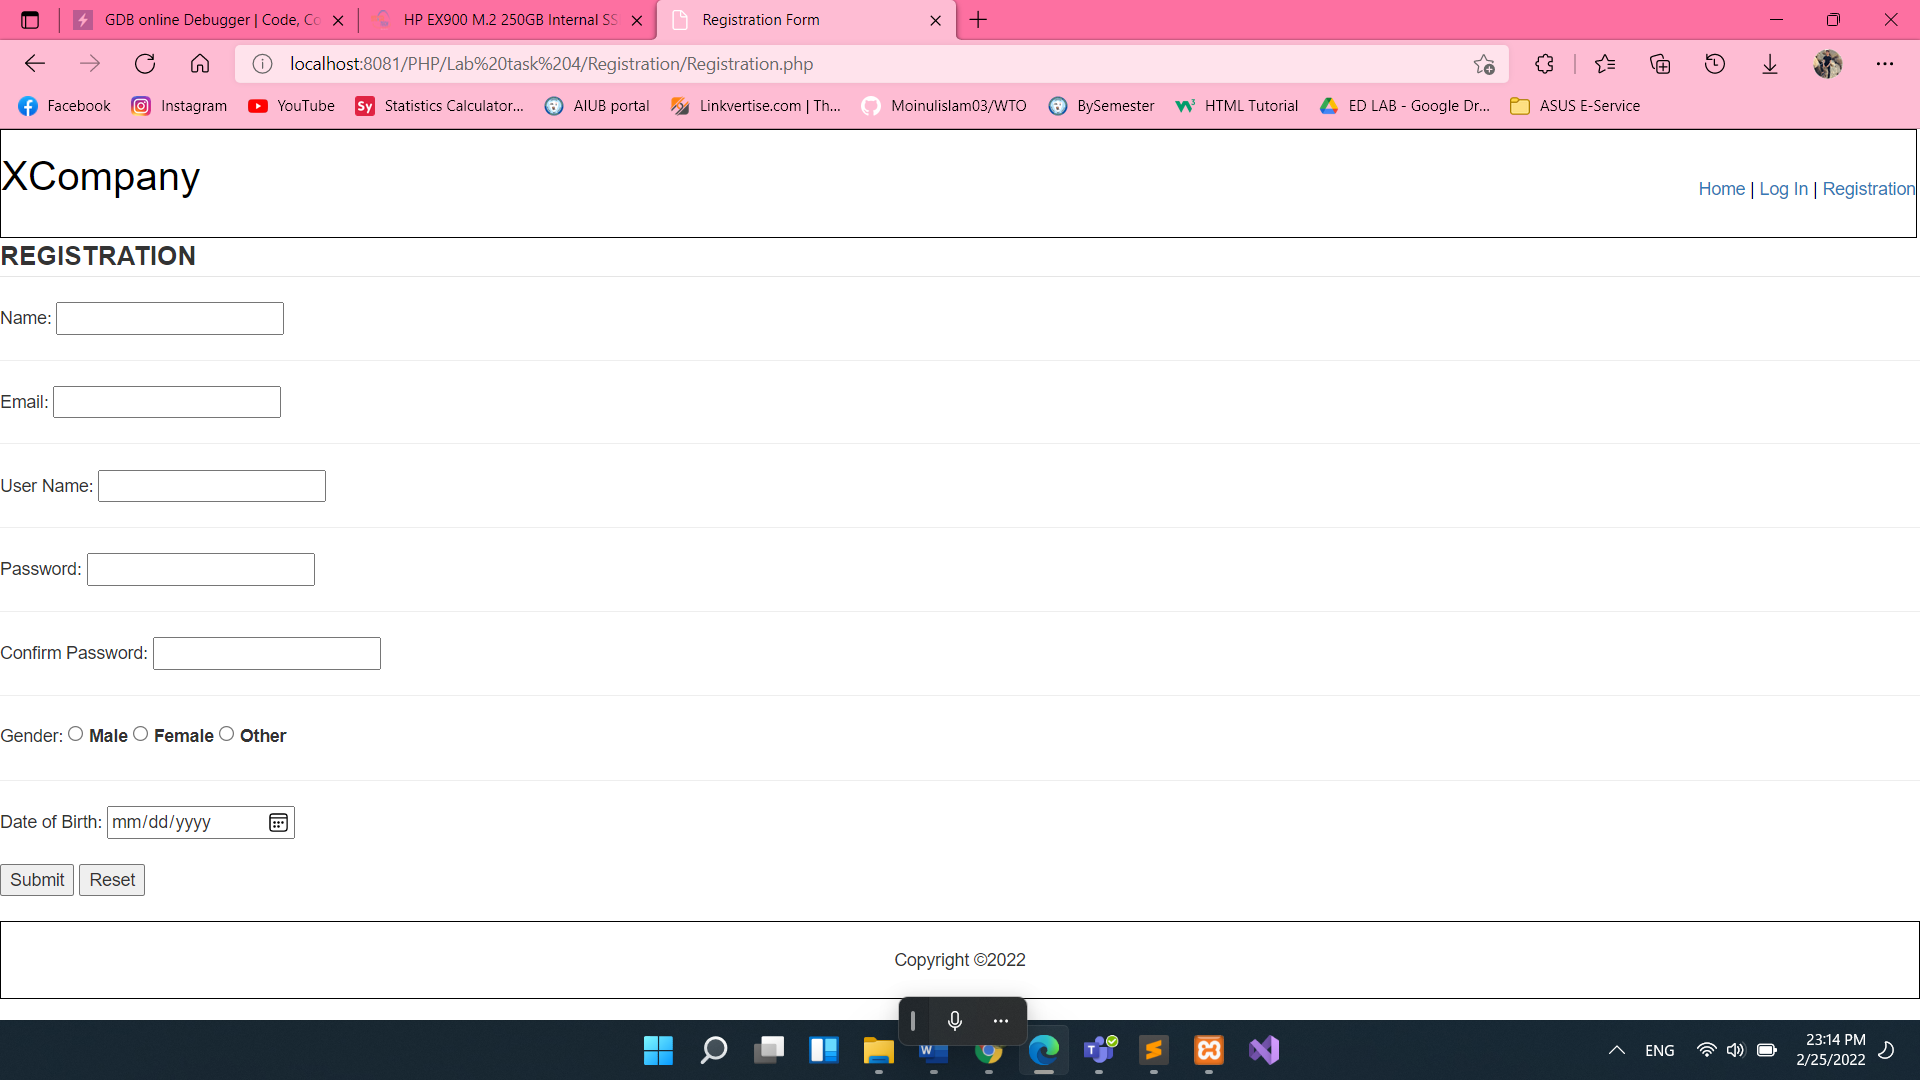 GDB online Debugger | Code, Co
HP EX900 M.2 250GB Internal SS
Registration Form
localhost:8081/PHP/Lab%20task%204/Registration/Registration.php
Facebook
Instagram
YouTube
Sy
Statistics Calculator...
AIUB portal
Linkvertise.com | Th...
Moinulislam03/WTO
BySemester
HTML Tutorial
ED LAB - Google Dr...
ASUS E-Service
XCompany
Home | Log In | Registration
REGISTRATION
Name:
Email:
User Name:
Password:
Confirm Password:
Gender: Male Female Other
Date of Birth: mm/dd/yyyy
Submit Reset
Copyright ©2022
ENG
23:14 PM
2/25/2022